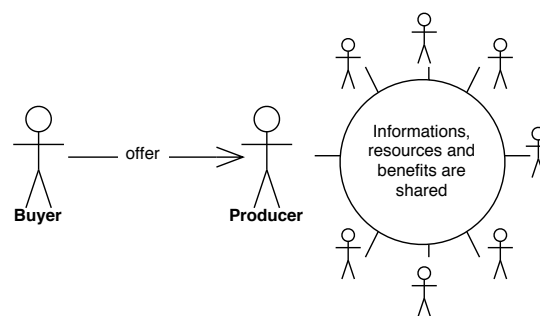 offer
Buyer
Producer
Informations,
resources and
benefits are
shared